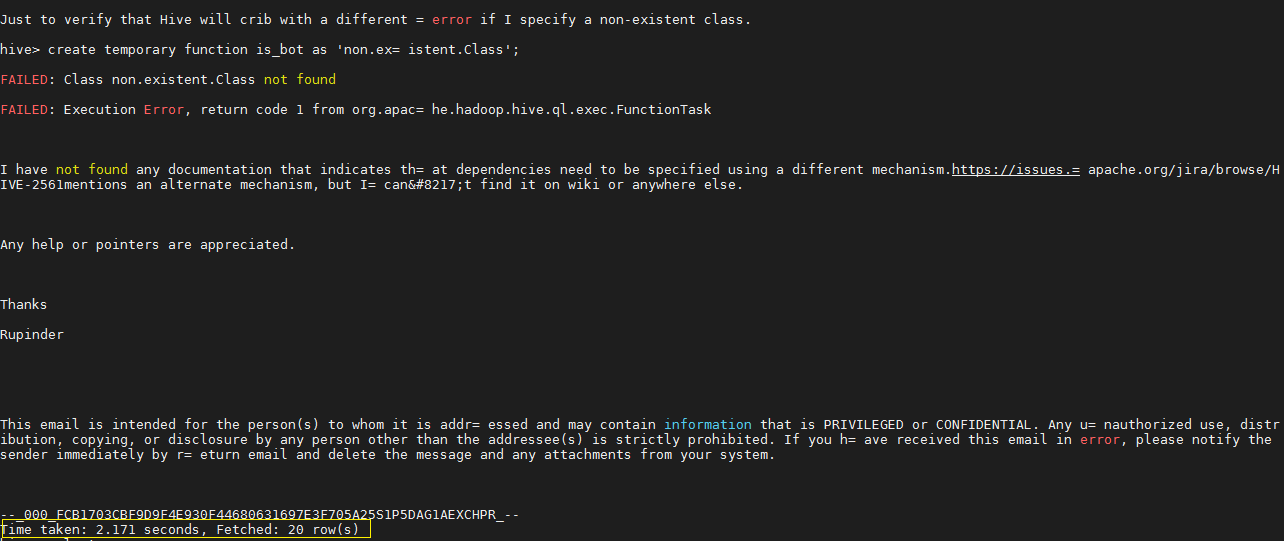 Just to verify that Hive will crib with a different = error if I specify a non-existent class.
hive> create temporary function is_bot as 'non.ex= istent.Class';
FAILED: Class non.existent.Class not found
FAILED: Execution Error, return code 1 from org.apac= he.hadoop.hive.ql.exec.FunctionTask
I have not found any documentation that indicates th= at dependencies need to be specified using a different mechanism.https://issues.= apache.org/jira/browse/H
IVE-2561mentions an alternate mechanism, but I= can&#8217;t find it on wiki or anywhere else.
Any help or pointers are appreciated.
Thanks
Rupinder
This email is intended for the person(s) to whom it is addr= essed and may contain information that is PRIVILEGED or CONFIDENTIAL. Any u= nauthorized use, distr
ibution, copying, or disclosure by any person other than the addressee(s) is strictly prohibited. If you h= ave received this email in error, please notify the
sender immediately by r= eturn email and delete the message and any attachments from your system.
--_000_FCB1703CBF9D9F4E930F44680631697E3F705A25S1P5DAG1AEXCHPR_--
Time taken: 2.171 seconds, Fetched: 20 row(s)